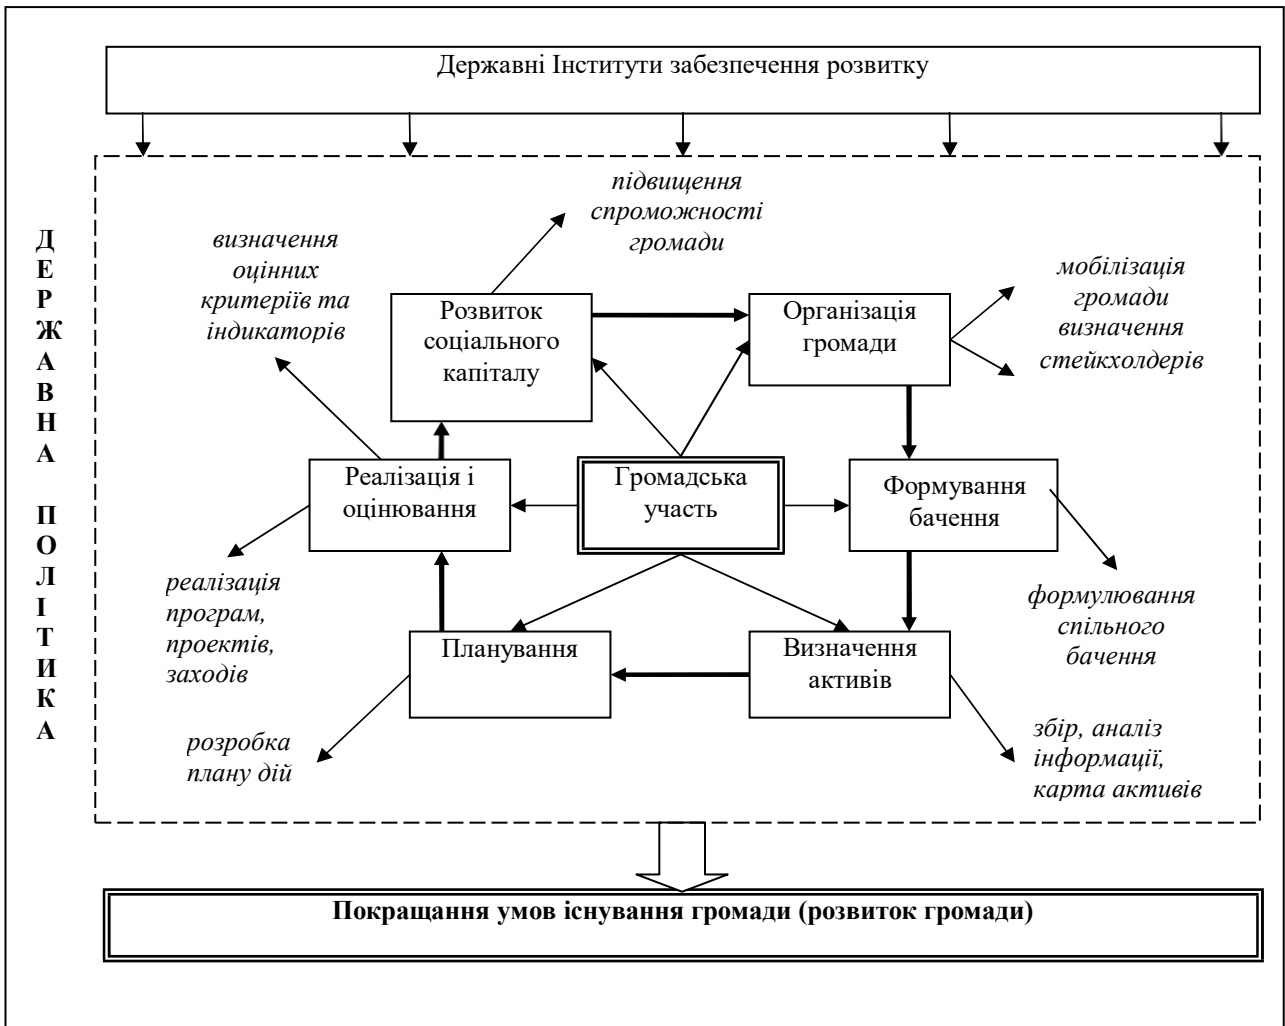 Державні Інститути забезпечення розвитку
ДЕРЖАВНА ПОЛІТИКА
підвищення
спроможності
громади
визначення
оцінних
критеріїв та
індикаторів
мобілізація
громади
визначення
стейкхолдерів
Розвиток
соціального
капіталу
Організація
громади
Реалізація і
оцінювання
Громадська
участь
Формування
бачення
реалізація
програм,
проектів,
заходів
формулювання
спільного
бачення
Планування
Визначення
активів
розробка
плану дій
збір, аналіз
інформації,
карта активів
Покращання умов існування громади (розвиток громади)